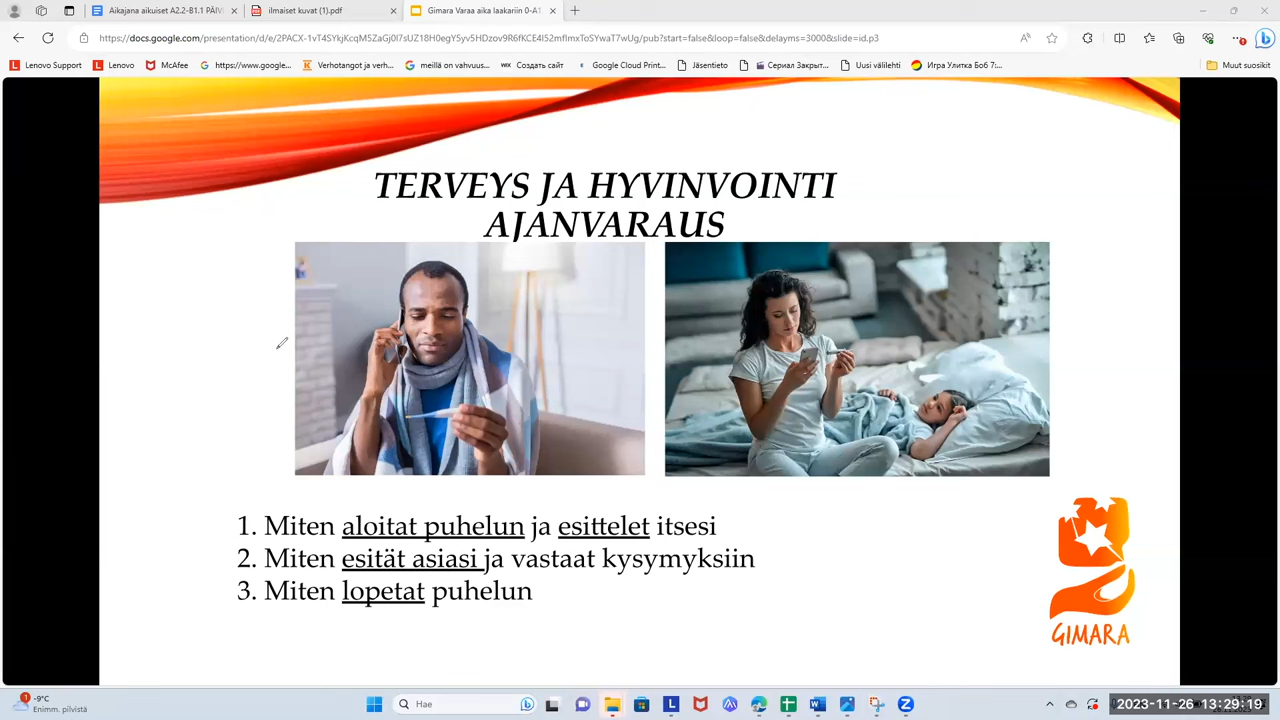 Aikajana aikuiset A2.2-B1.1 PÄIV
ilmaiset kuvat (1).pdf
Gimara Varaa aika laakariin 0-A1
https://docs.google.com/presentation/d/e/2PACX-1vT4SYkjKcqM5ZaGj0l7sUZ18H0egY5yv5HDzov9R6fKCE4I52mfImxToSYwaT7wUg/pub?start=false&loop=false&delayms=3000&slide=id.p3
Lenovo Support
Lenovo
McAfee
https://www.google...
Verhotangot ja verh...
meillä on vahvuus...
Создать сайт
Google Cloud Print...
Jäsentieto
Сериал Закрыт...
Uusi välilehti
Игра Улитка Боб 7:...
Muut suosikit
TERVEYS JA HYVINVOINTI
AJANVARAUS
1. Miten aloitat puhelun ja esittelet itsesi
2. Miten esität asiasi ja vastaat kysymyksiin
3. Miten lopetat puhelun
GIMARA
-9°C
Enimm. pilvistä
Hae
2023-11-26 13:29:19